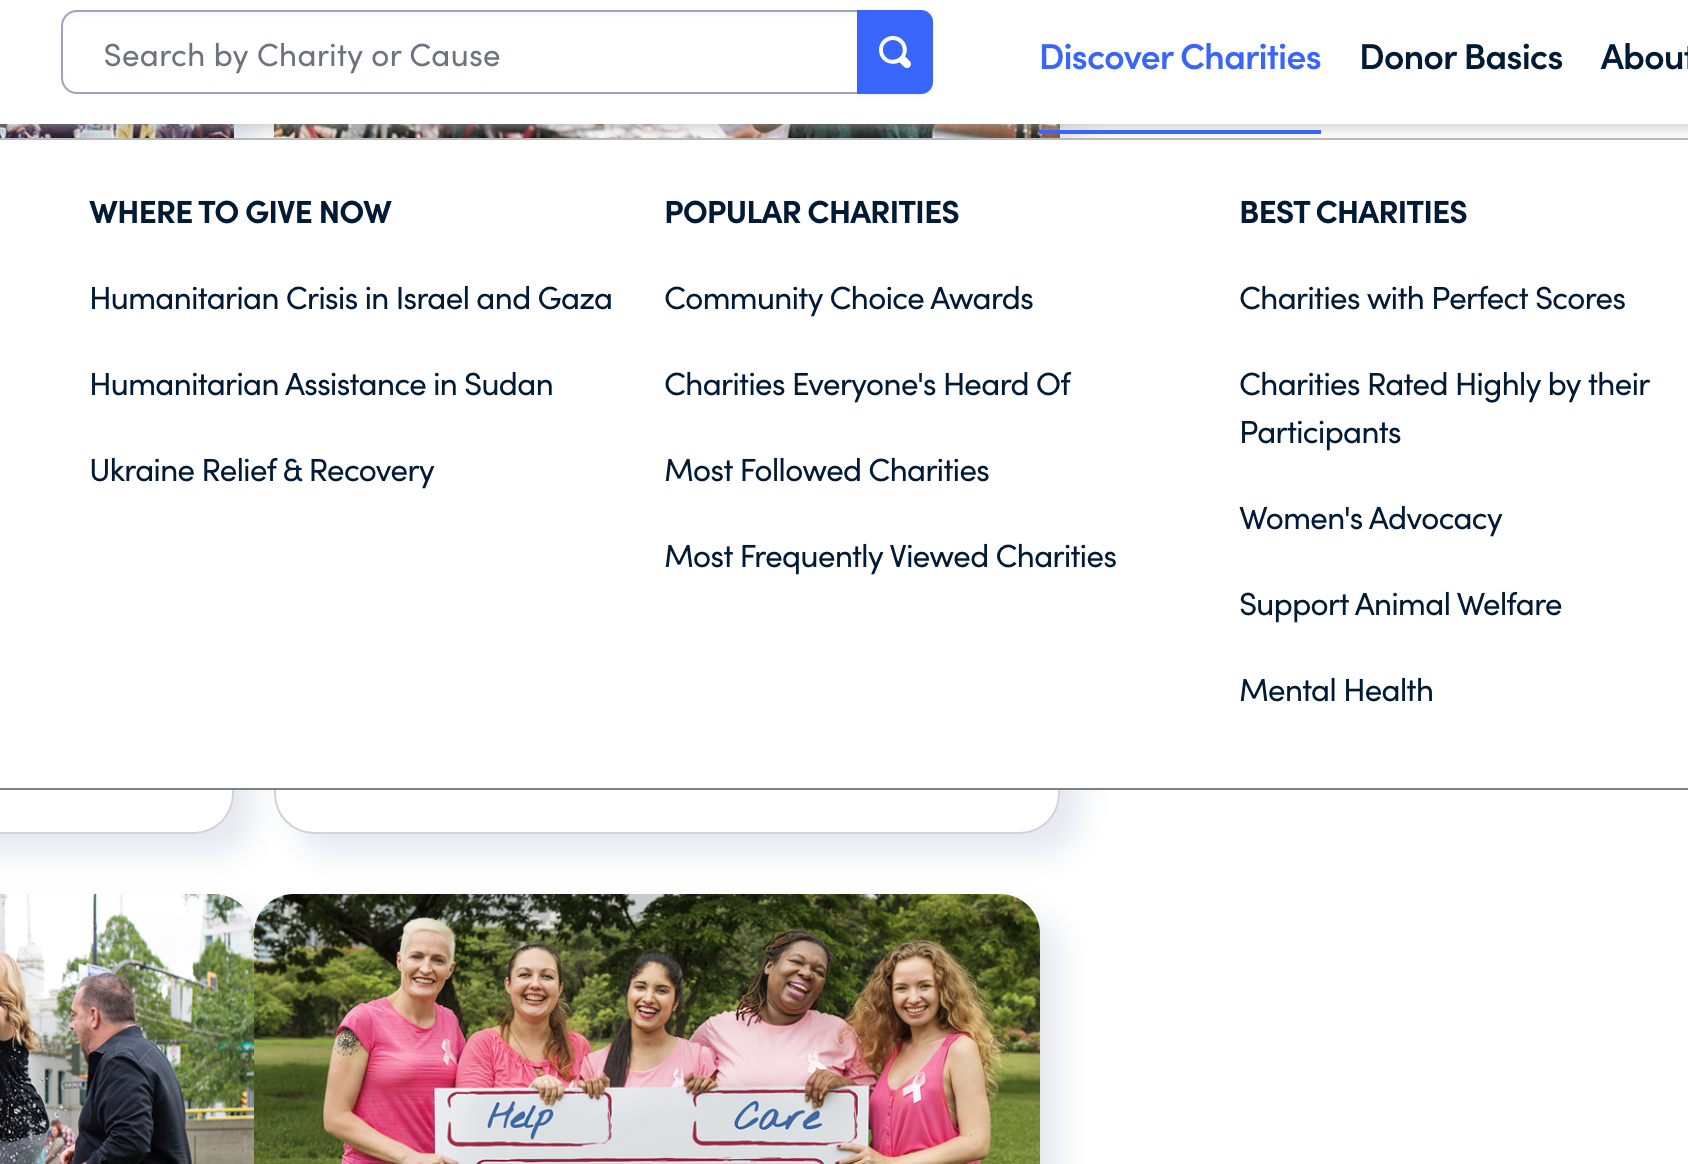 Search by Charity or Cause
Discover Charities
Donor Basics
About
WHERE TO GIVE NOW
Humanitarian Crisis in Israel and Gaza
Humanitarian Assistance in Sudan
Ukraine Relief & Recovery
POPULAR CHARITIES
Community Choice Awards
Charities Everyone's Heard Of
Most Followed Charities
Most Frequently Viewed Charities
BEST CHARITIES
Charities with Perfect Scores
Charities Rated Highly by their
Participants
Women's Advocacy
Support Animal Welfare
Mental Health
Help
Care